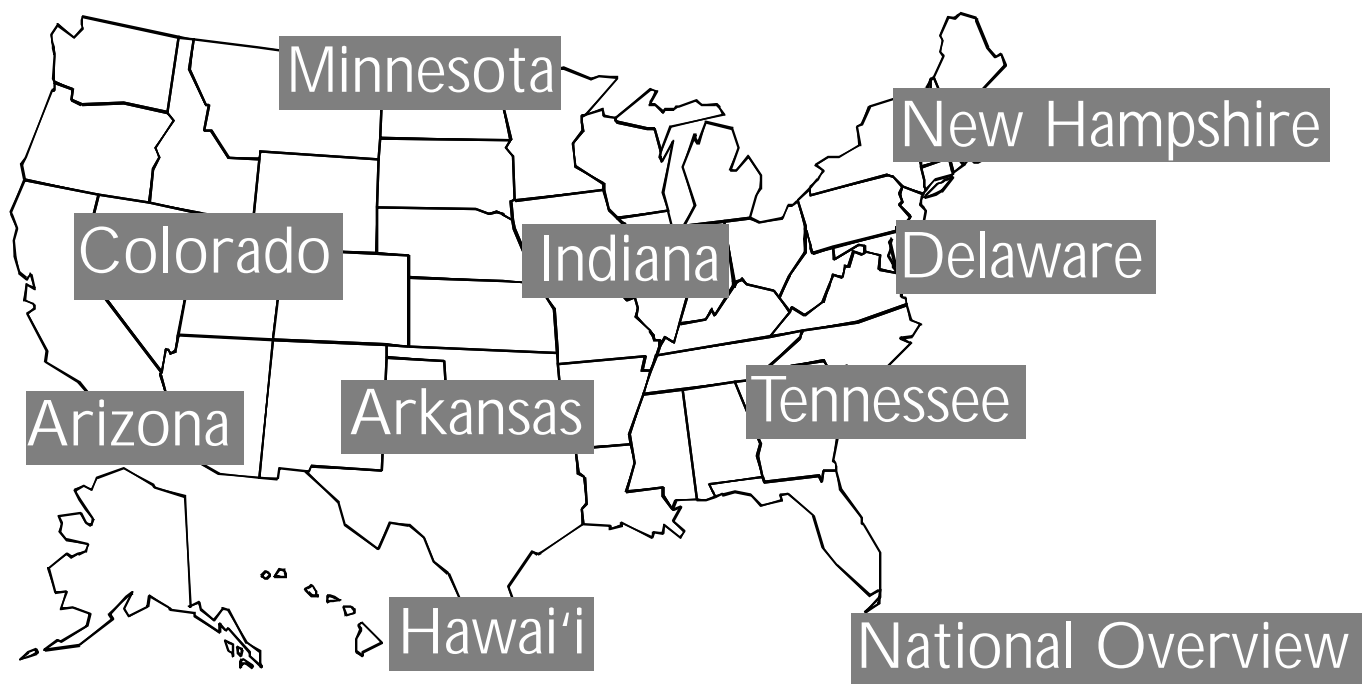 Minnesota
New Hampshire
Colorado
Indiana
Delaware
Arizona
Arkansas
Tennessee
Hawai‘i
National Overview